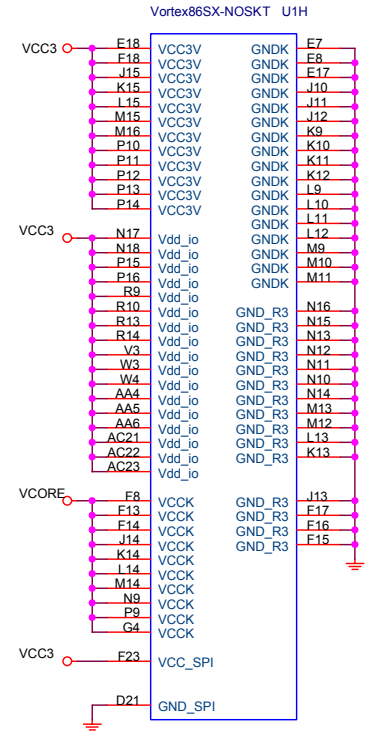 Vortex86SX-NOSKT U1H
VCC3 E18 VCC3V GNDK E7
F18 VCC3V GNDK E8
J15 VCC3V GNDK E17
K15 VCC3V GNDK J10
L15 VCC3V GNDK J11
M15 VCC3V GNDK J12
M16 VCC3V GNDK K9
P10 VCC3V GNDK K10
P11 VCC3V GNDK K11
P12 VCC3V GNDK K12
P13 VCC3V GNDK L9
P14 VCC3V GNDK L10
GNDK L11
VCC3 N17 Vdd_io GNDK L12
N18 Vdd_io GNDK M9
P15 Vdd_io GNDK M10
P16 Vdd_io GNDK M11
R9 Vdd_io
R10 Vdd_io GND_R3 N16
R13 Vdd_io GND_R3 N15
R14 Vdd_io GND_R3 N13
V3 Vdd_io GND_R3 N12
W3 Vdd_io GND_R3 N11
W4 Vdd_io GND_R3 N10
AA4 Vdd_io GND_R3 N14
AA5 Vdd_io GND_R3 M13
AA6 Vdd_io GND_R3 M12
AC21 Vdd_io GND_R3 L13
AC22 Vdd_io GND_R3 K13
AC23 Vdd_io
VCORE F8 VCCK GND_R3 J13
F13 VCCK GND_R3 F17
F14 VCCK GND_R3 F16
J14 VCCK GND_R3 F15
K14 VCCK
L14 VCCK
M14 VCCK
N9 VCCK
P9 VCCK
G4 VCCK
VCC3 F23 VCC_SPI
D21 GND_SPI